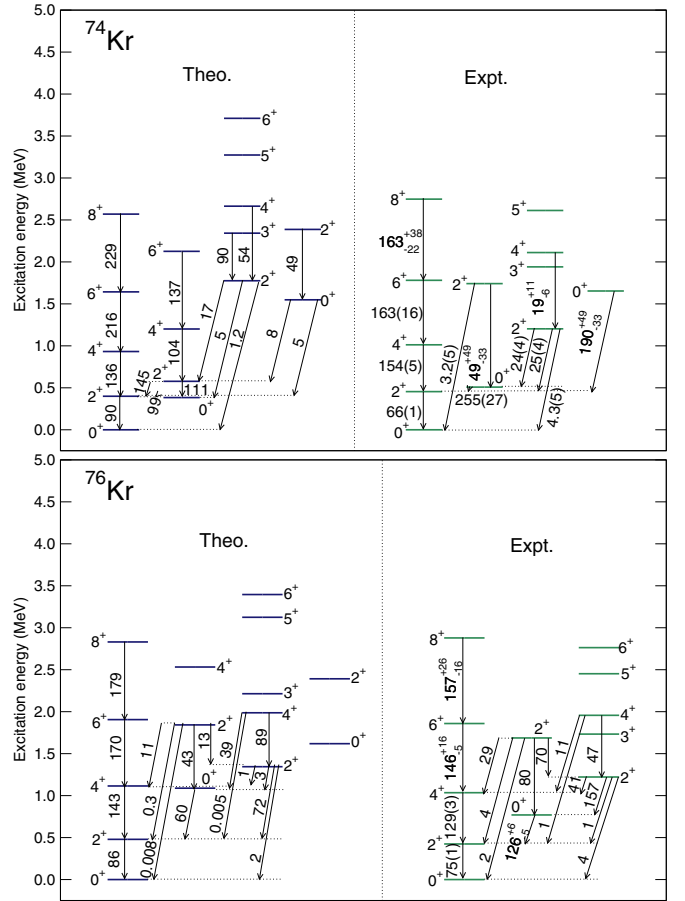 5.0
⁷⁴Kr
4.5
Theo.
Expt.
4.0
6⁺
3.5
5⁺
3.0
Excitation energy (MeV)
8⁺ 4⁺ 3⁺ 2⁺ 8⁺ 5⁺
2.5
229 6⁺ 90 54 49 163⁺³⁸₋₂₂ 4⁺ 3⁺
2.0
6⁺ 137 2⁺ 0⁺ 6⁺ 2⁺ 19⁺¹¹₋₆ 0⁺
1.5
216 4⁺ 17 5 1.2 8 5 163(16) 2⁺ 190⁺⁴⁹₋₃₃
1.0
4⁺ 104 4⁺ 154(5) 3.2(5) 49⁺⁴⁹₋₃₃ 24(4) 25(4)
0.5
136 145 2⁺ 111 0⁺
2⁺ 99 0⁺ 2⁺ 255(27) 4.3(5)
90 66(1)
0.0
0⁺ 0⁺
5.0
⁷⁶Kr
4.5
Theo.
Expt.
4.0
3.5
6⁺
5⁺
3.0
Excitation energy (MeV)
8⁺ 4⁺ 2⁺ 8⁺ 6⁺ 5⁺
2.5
179 3⁺ 157⁺²⁶₋₁₆
2.0
6⁺ 2⁺ 4⁺ 0⁺ 6⁺ 2⁺ 4⁺ 3⁺
1.5
170 11 43 13 39 89 2⁺ 146⁺¹⁶₋₅ 29 80 70 11 47 2⁺
1.0
4⁺ 0⁺ 1 3 4⁺ 0⁺ 41 157
143 0.3 60 0.005 72 129(3) 4 126⁺⁶₋₅ 1 1
0.5
2⁺ 2⁺
86 0.008 2 75(1) 2 4
0.0
0⁺ 0⁺